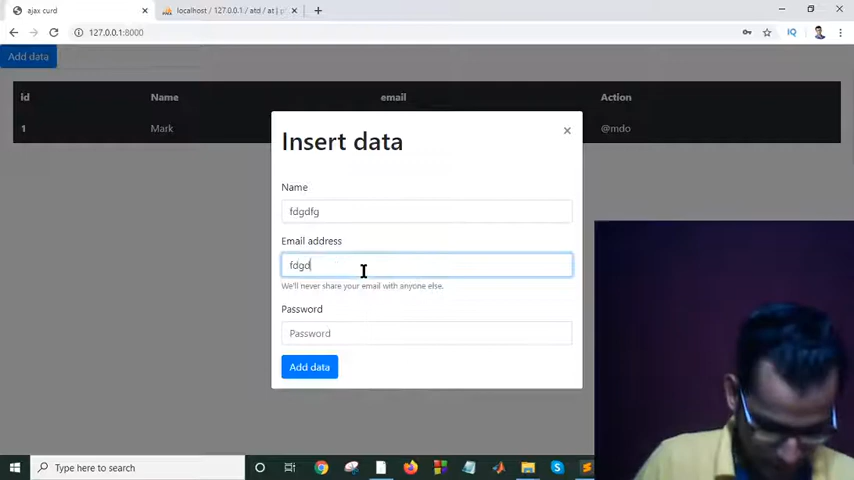 ajax curd
localhost / 127.0.0.1 / atd / at | p
127.0.0.1:8000
IQ
Add data
id Name email Action
1 Mark @mdo
Insert data
×
Name
fdgdfg
Email address
fdgd
We'll never share your email with anyone else.
Password
Password
Add data
Type here to search